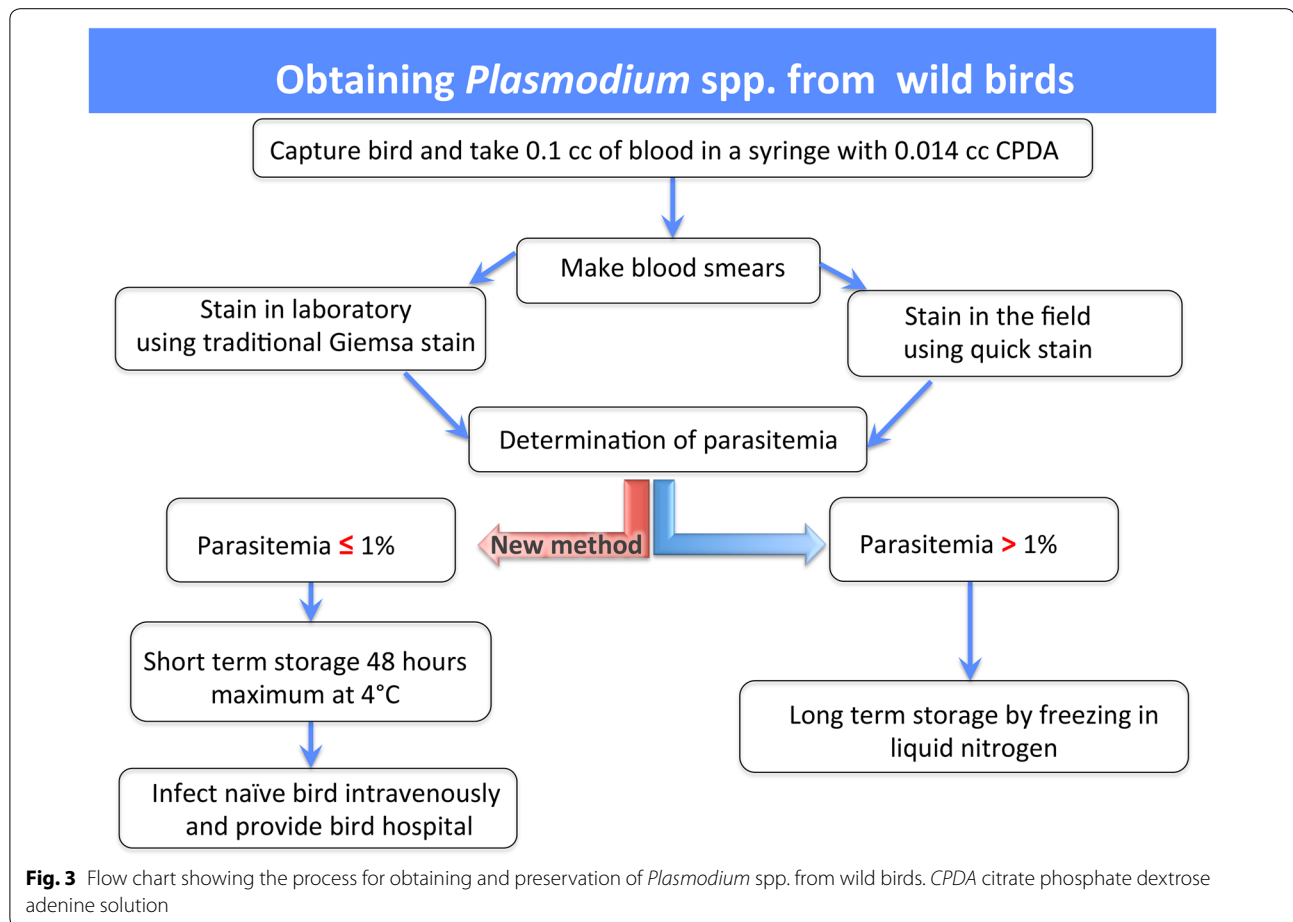 Obtaining Plasmodium spp. from wild birds
Capture bird and take 0.1 cc of blood in a syringe with 0.014 cc CPDA
Make blood smears
Stain in laboratory
using traditional Giemsa stain
Stain in the field
using quick stain
Determination of parasitemia
New method
Parasitemia ≤ 1%
Parasitemia > 1%
Short term storage 48 hours
maximum at 4°C
Long term storage by freezing in
liquid nitrogen
Infect naïve bird intravenously
and provide bird hospital
Fig. 3 Flow chart showing the process for obtaining and preservation of Plasmodium spp. from wild birds. CPDA citrate phosphate dextrose
adenine solution